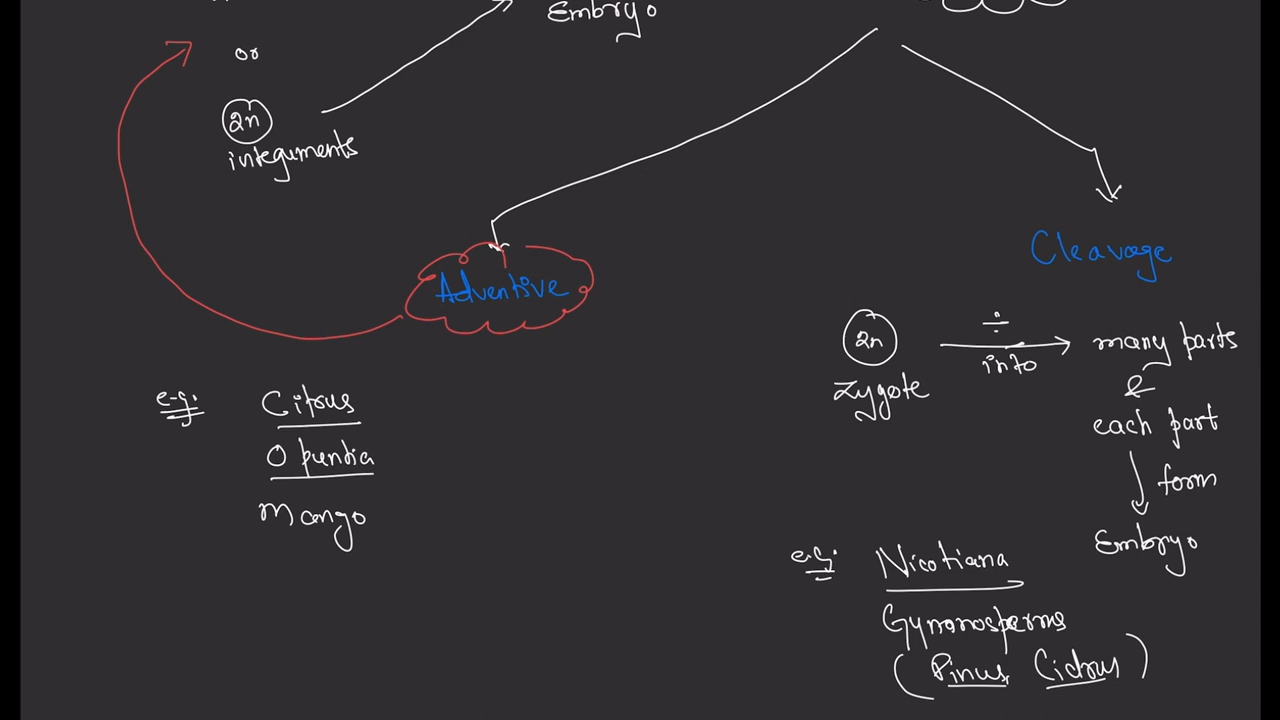 Embryo
or
2n
integuments
Adventive
Cleavage
2n
÷
into
many parts
&
each part
zygote
form
Embryo
e.g. Citrus
Opuntia
Mango
e.g. Nicotiana
Gymnosperms
(Pinus, Cidrus)